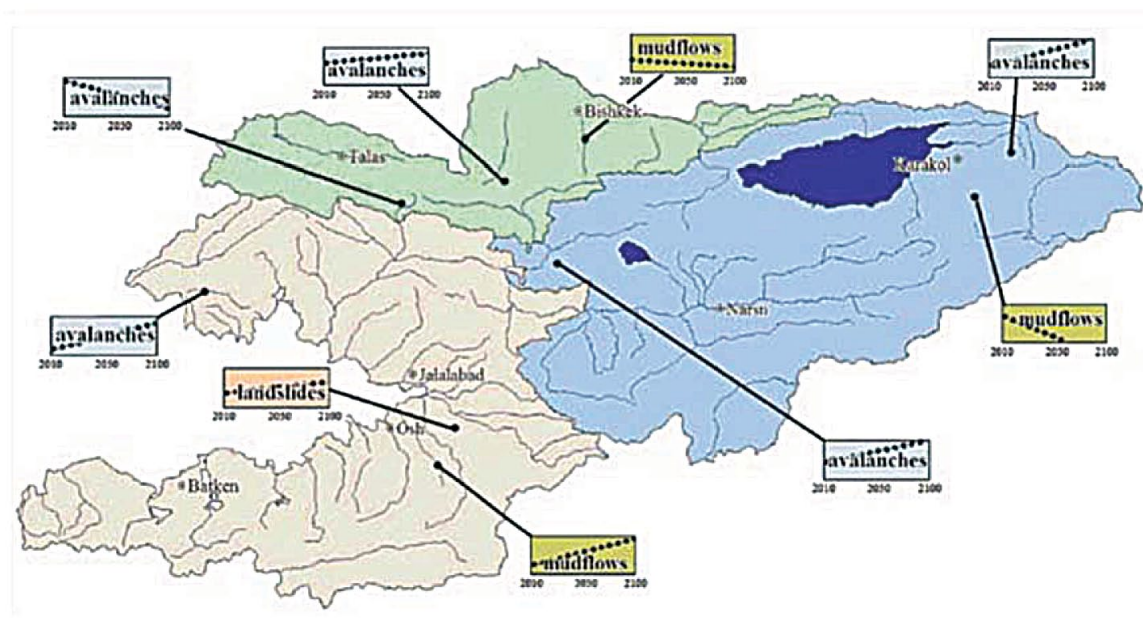 mudflows
2010 2050 2100
avalanches
2010 2050 2100
avalanches
2010 2050 2100
avalanches
2010 2050 2100
Bishkek
Talas
Karakol
avalanches
2010 2050 2100
Narsn
mudflows
2010 2050 2100
Jalalabad
landslides
2010 2050 2100
Osh
avalanches
2010 2050 2100
Batken
mudflows
2010 2050 2100